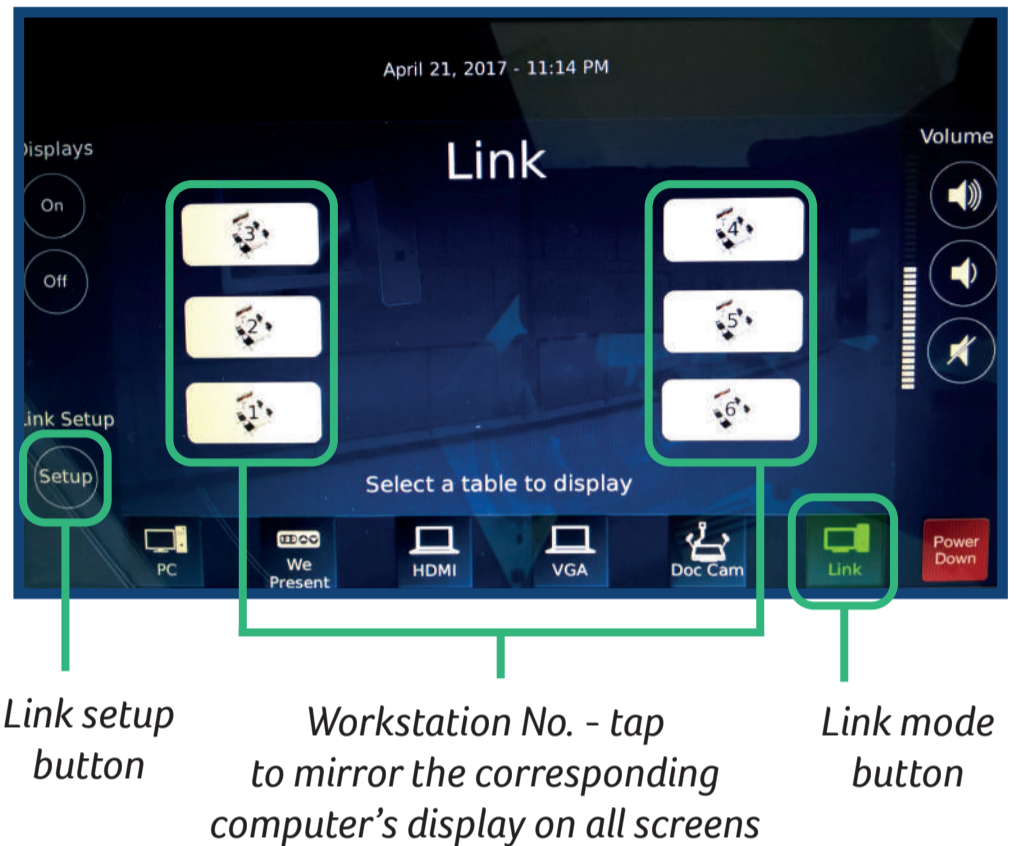 April 21, 2017 - 11:14 PM
Displays
Link
Volume
On
3
4
Off
2
5
1
6
Link Setup
Setup
Select a table to display
PC
We
Present
HDMI
VGA
Doc Cam
Link
Power
Down
Link setup
button
Workstation No. - tap
to mirror the corresponding
computer's display on all screens
Link mode
button